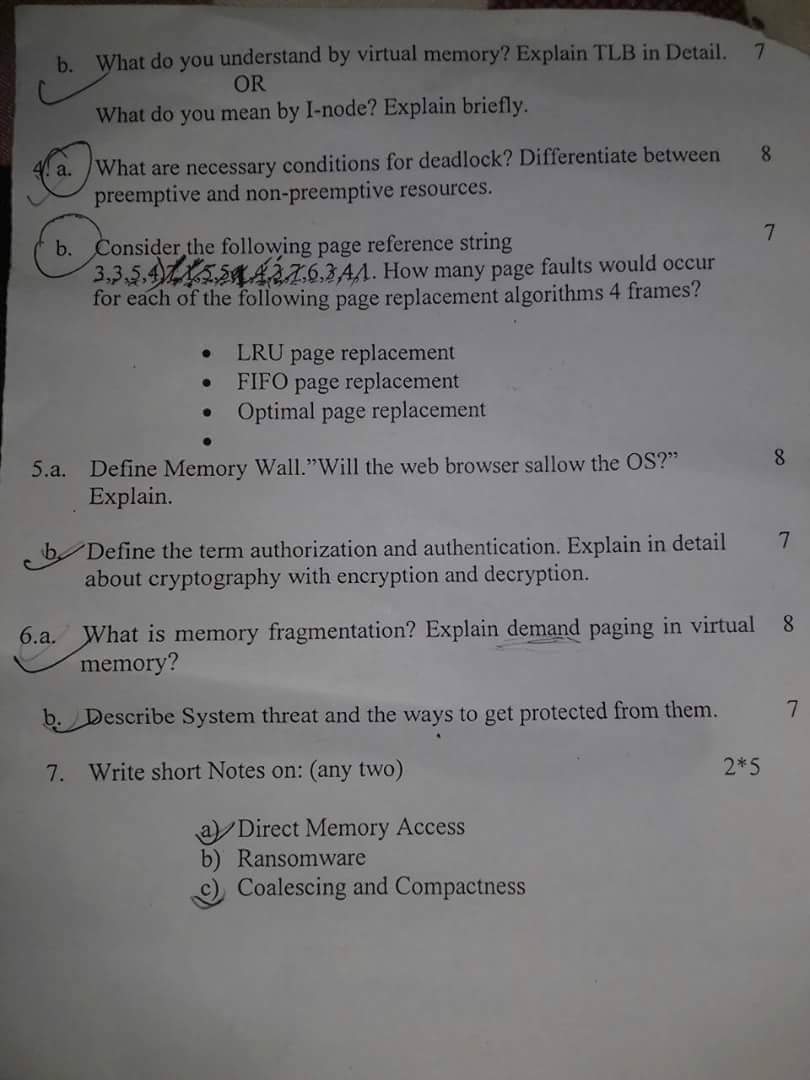 b. What do you understand by virtual memory? Explain TLB in Detail. 7
OR
What do you mean by I-node? Explain briefly.
4. a. What are necessary conditions for deadlock? Differentiate between 8
preemptive and non-preemptive resources.
b. Consider the following page reference string 7
3,3,5,4, 6,3,4,1. How many page faults would occur
for each of the following page replacement algorithms 4 frames?
• LRU page replacement
• FIFO page replacement
• Optimal page replacement
•
5.a. Define Memory Wall.”Will the web browser sallow the OS?” 8
Explain.
b. Define the term authorization and authentication. Explain in detail 7
about cryptography with encryption and decryption.
6.a. What is memory fragmentation? Explain demand paging in virtual 8
memory?
b. Describe System threat and the ways to get protected from them. 7
7. Write short Notes on: (any two) 2*5
a) Direct Memory Access
b) Ransomware
c) Coalescing and Compactness